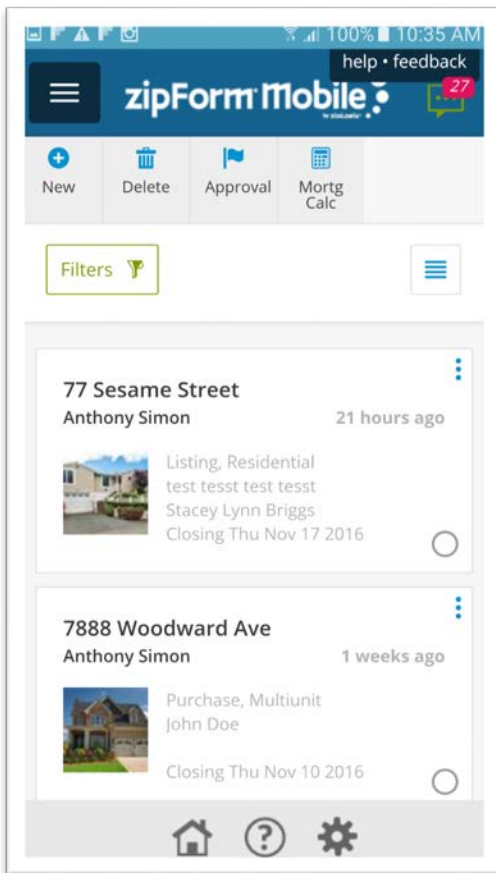 100% 10:35 AM
help • feedback
zipForm Mobile
27
New
Delete
Approval
Mortg
Calc
Filters
77 Sesame Street
Anthony Simon
21 hours ago
Listing, Residential
test tesst test tesst
Stacey Lynn Briggs
Closing Thu Nov 17 2016
7888 Woodward Ave
Anthony Simon
1 weeks ago
Purchase, Multiunit
John Doe
Closing Thu Nov 10 2016